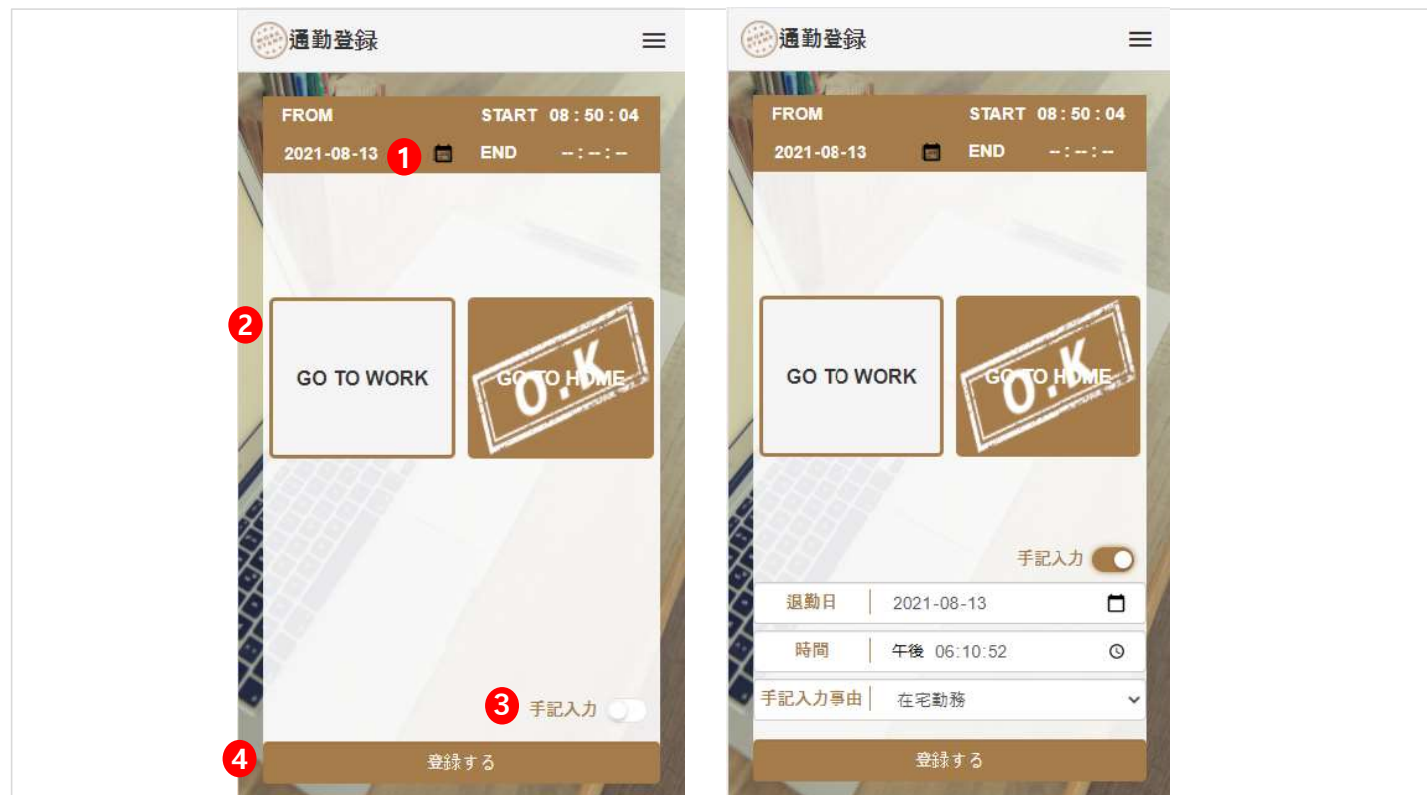 通勤登録
FROM START 08 : 50 : 04
2021-08-13 1 END --:--:--
2
GO TO WORK GO TO HOME
O.K
3 手記入力
4 登録する
通勤登録
FROM START 08 : 50 : 04
2021-08-13 END --:--:--
GO TO WORK GO TO HOME
O.K
手記入力
退勤日 2021-08-13
時間 午後 06:10:52
手記入力事由 在宅勤務
登録する